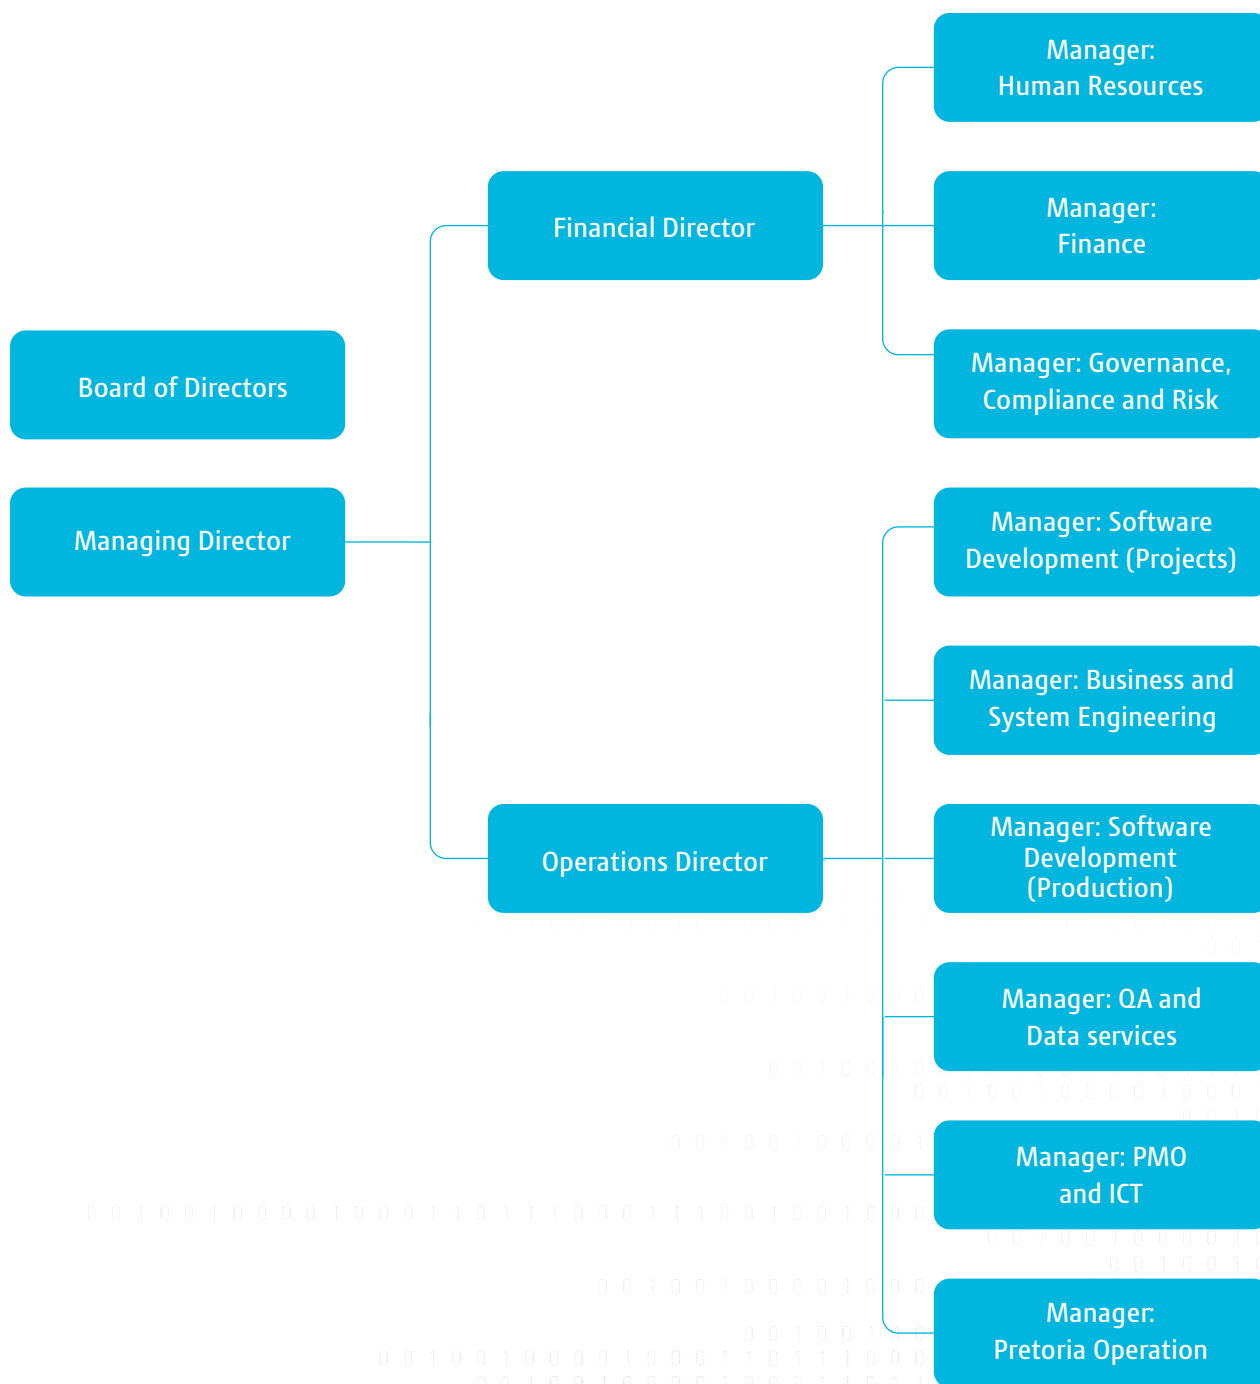 Manager:
Human Resources
Financial Director
Manager:
Finance
Board of Directors
Manager: Governance,
Compliance and Risk
Managing Director
Manager: Software
Development (Projects)
Manager: Business and
System Engineering
Operations Director
Manager: Software
Development
(Production)
Manager: QA and
Data services
Manager: PMO
and ICT
Manager:
Pretoria Operation